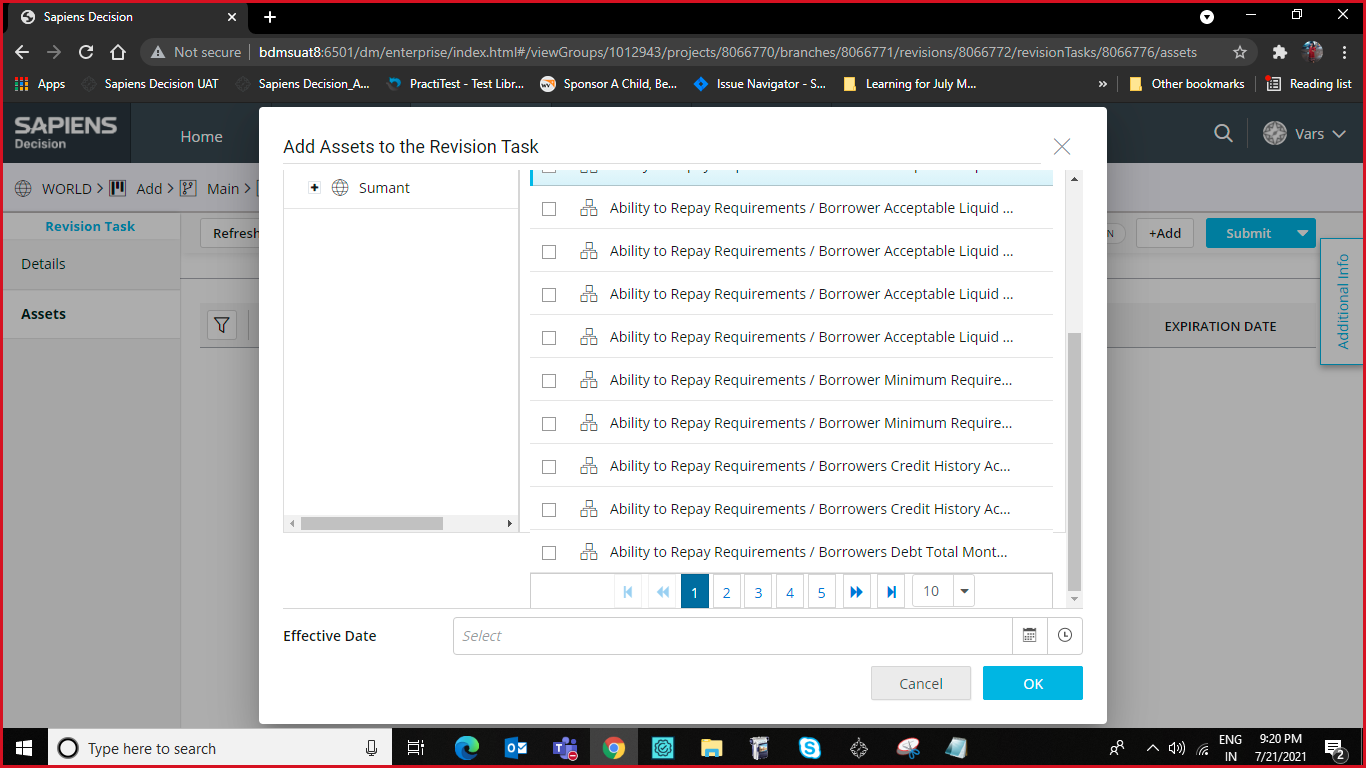 Sapiens Decision
Not secure
bdmsuat8:6501/dm/enterprise/index.html#/viewGroups/1012943/projects/8066770/branches/8066771/revisions/8066772/revisionTasks/8066776/assets
Apps
Sapiens Decision UAT
Sapiens Decision_A...
PractiTest - Test Libr...
Sponsor A Child, Be...
Issue Navigator - S...
Learning for July M...
»
Other bookmarks
Reading list
SAPIENS
Decision
Home
Vars
WORLD
Add
Main
Add Assets to the Revision Task
Sumant
Revision Task
Refresh
+Add
Submit
Details
Assets
Additional Info
EXPIRATION DATE
Ability to Repay Requirements / Borrower Acceptable Liquid ...
Ability to Repay Requirements / Borrower Acceptable Liquid ...
Ability to Repay Requirements / Borrower Acceptable Liquid ...
Ability to Repay Requirements / Borrower Acceptable Liquid ...
Ability to Repay Requirements / Borrower Minimum Require...
Ability to Repay Requirements / Borrower Minimum Require...
Ability to Repay Requirements / Borrowers Credit History Ac...
Ability to Repay Requirements / Borrowers Credit History Ac...
Ability to Repay Requirements / Borrowers Debt Total Mont...
1 2 3 4 5 10
Effective Date
Select
Cancel
OK
Type here to search
ENG
IN
9:20 PM
7/21/2021
2